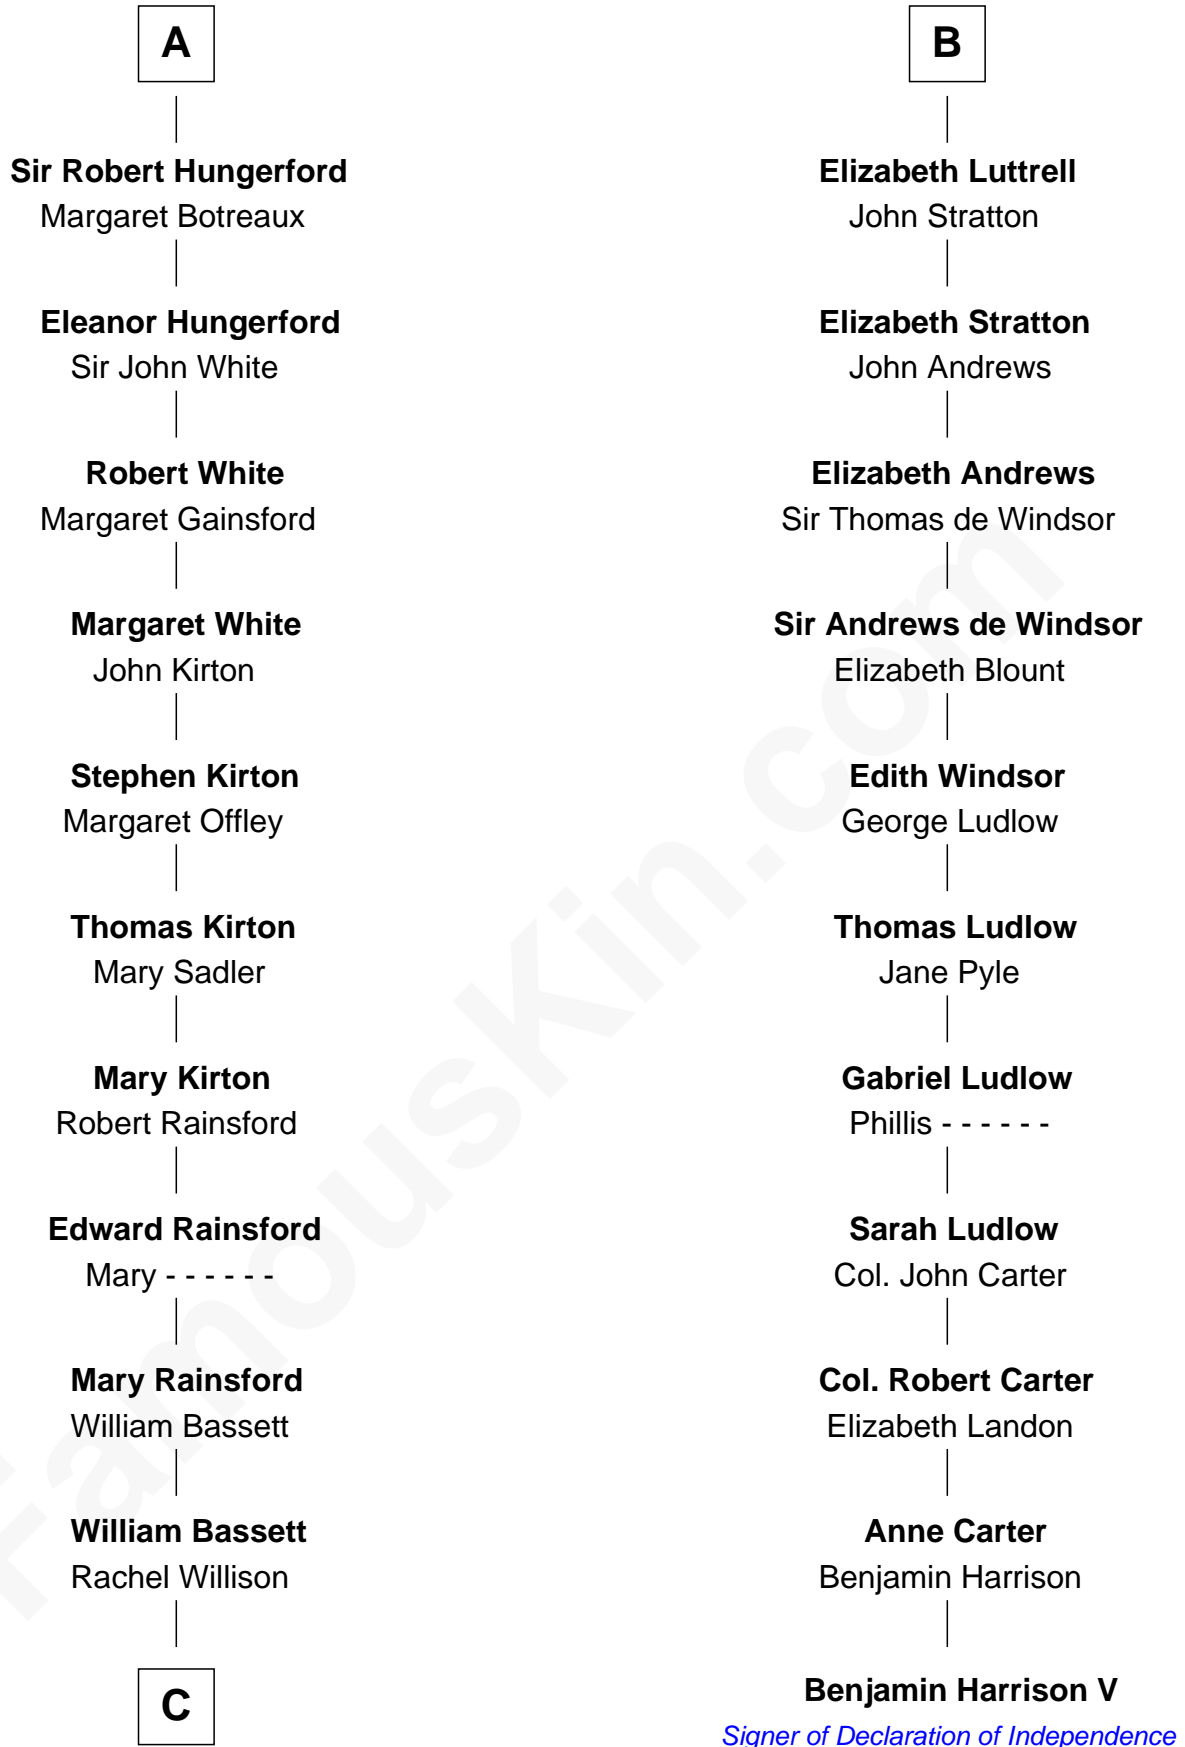 A
Sir Robert Hungerford
Margaret Botreaux
Eleanor Hungerford
Sir John White
Robert White
Margaret Gainsford
Margaret White
John Kirton
Stephen Kirton
Margaret Offley
Thomas Kirton
Mary Sadler
Mary Kirton
Robert Rainsford
Edward Rainsford
Mary - - - - - -
Mary Rainsford
William Bassett
William Bassett
Rachel Willison
C
B
Elizabeth Luttrell
John Stratton
Elizabeth Stratton
John Andrews
Elizabeth Andrews
Sir Thomas de Windsor
Sir Andrews de Windsor
Elizabeth Blount
Edith Windsor
George Ludlow
Thomas Ludlow
Jane Pyle
Gabriel Ludlow
Phillis - - - - - -
Sarah Ludlow
Col. John Carter
Col. Robert Carter
Elizabeth Landon
Anne Carter
Benjamin Harrison
Benjamin Harrison V
Signer of Declaration of Independence
FamousKin.com